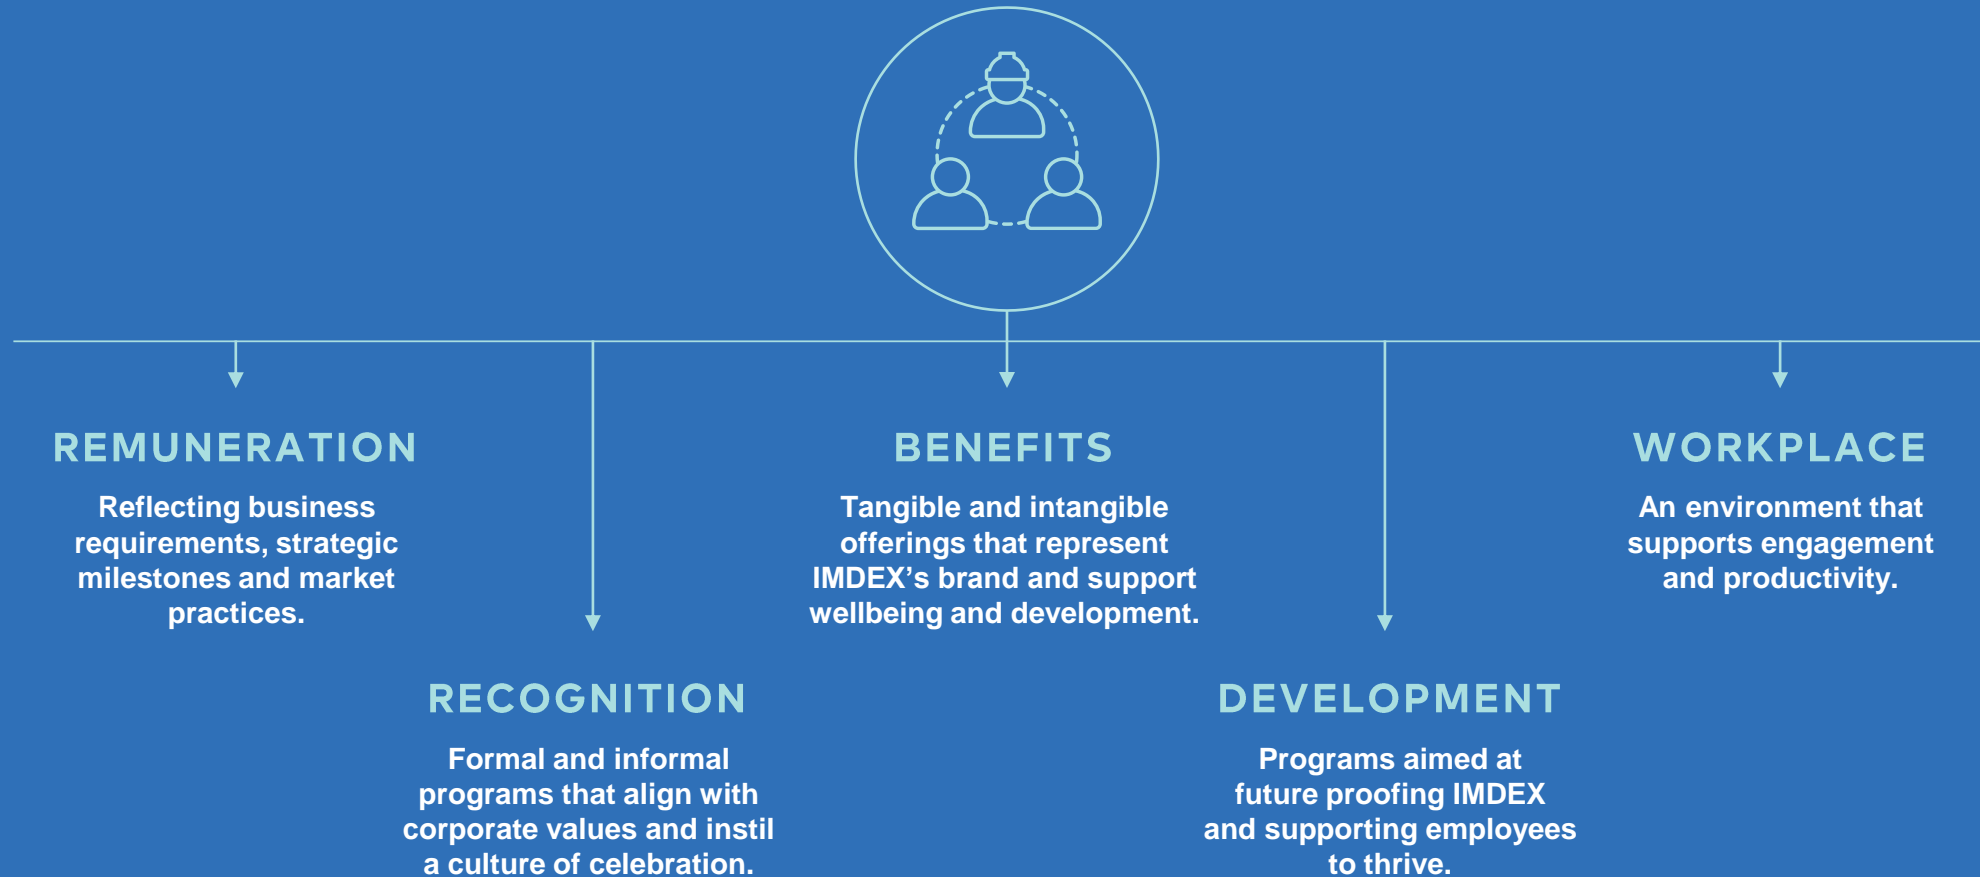 REMUNERATION
Reflecting business
requirements, strategic
milestones and market
practices.
RECOGNITION
Formal and informal
programs that align with
corporate values and instil
a culture of celebration.
BENEFITS
Tangible and intangible
offerings that represent
IMDEX’s brand and support
wellbeing and development.
DEVELOPMENT
Programs aimed at
future proofing IMDEX
and supporting employees
to thrive.
WORKPLACE
An environment that
supports engagement
and productivity.